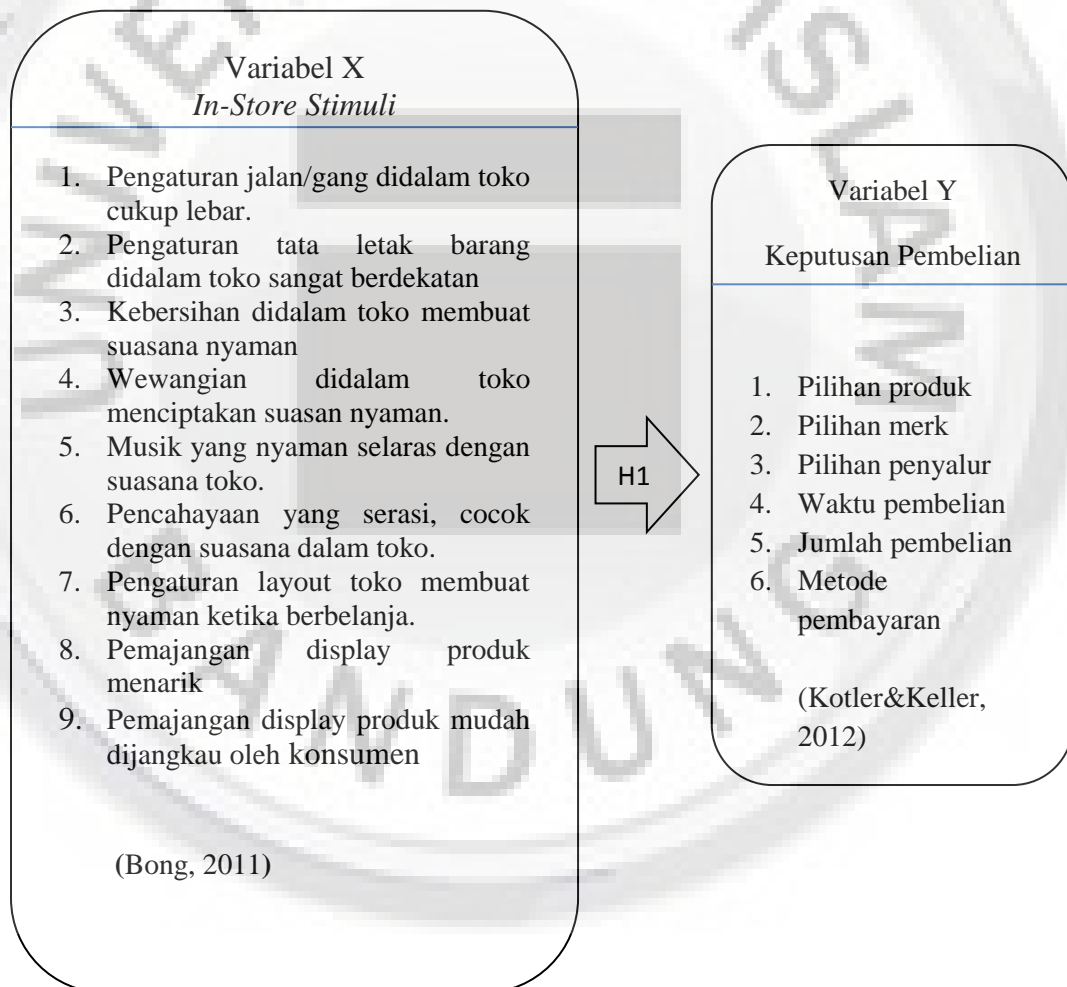 Variabel X
In-Store Stimuli
1. Pengaturan jalan/gang didalam toko
cukup lebar.
2. Pengaturan tata letak barang
didalam toko sangat berdekatan
3. Kebersihan didalam toko membuat
suasana nyaman
4. Wewangian didalam toko
menciptakan suasan nyaman.
5. Musik yang nyaman selaras dengan
suasana toko.
6. Pencahayaan yang serasi, cocok
dengan suasana dalam toko.
7. Pengaturan layout toko membuat
nyaman ketika berbelanja.
8. Pemajangan display produk
menarik
9. Pemajangan display produk mudah
dijangkau oleh konsumen
(Bong, 2011)
H1
Variabel Y
Keputusan Pembelian
1. Pilihan produk
2. Pilihan merk
3. Pilihan penyalur
4. Waktu pembelian
5. Jumlah pembelian
6. Metode
pembayaran
(Kotler&Keller,
2012)
ISLAM
BANDUNG